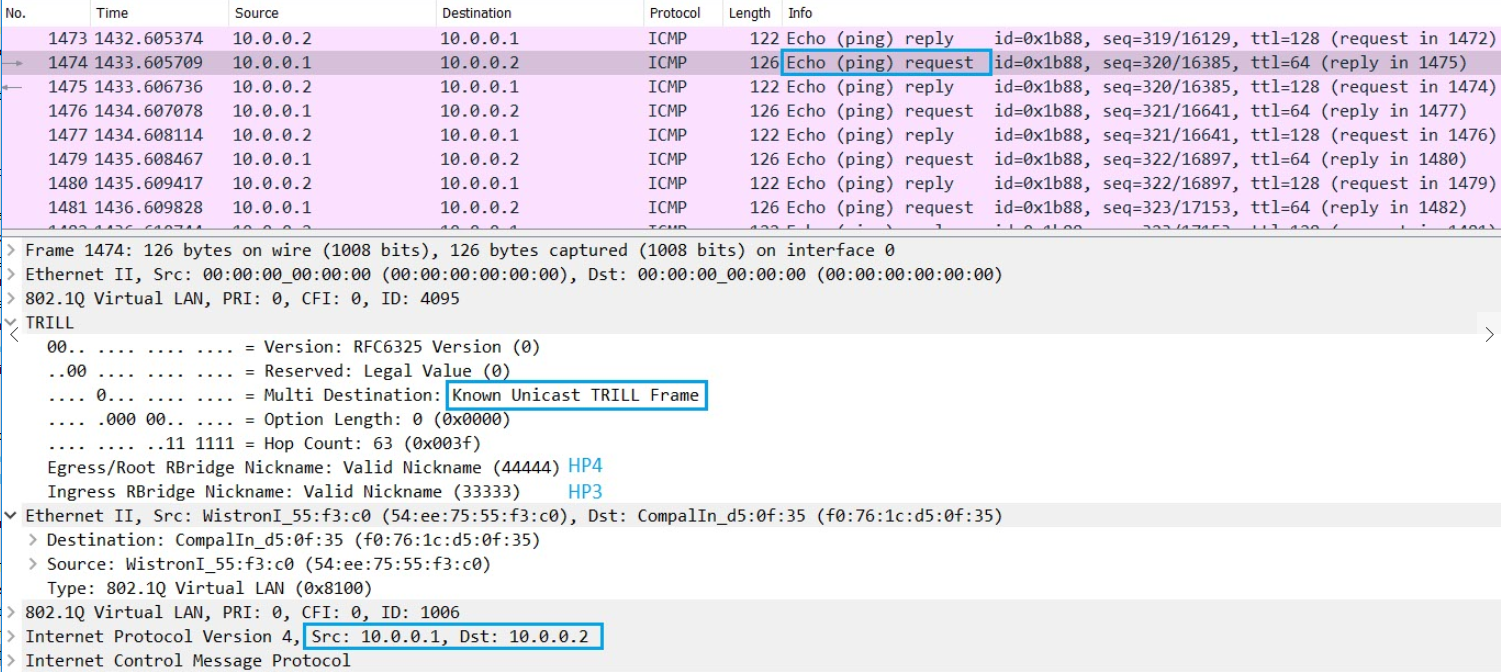 No. Time Source Destination Protocol Length Info
1473 1432.605374 10.0.0.2 10.0.0.1 ICMP 122 Echo (ping) reply id=0x1b88, seq=319/16129, ttl=128 (request in 1472)
1474 1433.605709 10.0.0.1 10.0.0.2 ICMP 126 Echo (ping) request id=0x1b88, seq=320/16385, ttl=64 (reply in 1475)
1475 1433.606736 10.0.0.2 10.0.0.1 ICMP 122 Echo (ping) reply id=0x1b88, seq=320/16385, ttl=128 (request in 1474)
1476 1434.607078 10.0.0.1 10.0.0.2 ICMP 126 Echo (ping) request id=0x1b88, seq=321/16641, ttl=64 (reply in 1477)
1477 1434.608114 10.0.0.2 10.0.0.1 ICMP 122 Echo (ping) reply id=0x1b88, seq=321/16641, ttl=128 (request in 1476)
1479 1435.608467 10.0.0.1 10.0.0.2 ICMP 126 Echo (ping) request id=0x1b88, seq=322/16897, ttl=64 (reply in 1480)
1480 1435.609417 10.0.0.2 10.0.0.1 ICMP 122 Echo (ping) reply id=0x1b88, seq=322/16897, ttl=128 (request in 1479)
1481 1436.609828 10.0.0.1 10.0.0.2 ICMP 126 Echo (ping) request id=0x1b88, seq=323/17153, ttl=64 (reply in 1482)
Frame 1474: 126 bytes on wire (1008 bits), 126 bytes captured (1008 bits) on interface 0
Ethernet II, Src: 00:00:00_00:00:00 (00:00:00:00:00:00), Dst: 00:00:00_00:00:00 (00:00:00:00:00:00)
802.1Q Virtual LAN, PRI: 0, CFI: 0, ID: 4095
TRILL
00.. .... .... .... = Version: RFC6325 Version (0)
..00 .... .... .... = Reserved: Legal Value (0)
.... 0... .... .... = Multi Destination: Known Unicast TRILL Frame
.... .000 00.. .... = Option Length: 0 (0x0000)
.... .... ..11 1111 = Hop Count: 63 (0x003f)
Egress/Root RBridge Nickname: Valid Nickname (44444) HP4
Ingress RBridge Nickname: Valid Nickname (33333) HP3
Ethernet II, Src: WistronI_55:f3:c0 (54:ee:75:55:f3:c0), Dst: CompalIn_d5:0f:35 (f0:76:1c:d5:0f:35)
Destination: CompalIn_d5:0f:35 (f0:76:1c:d5:0f:35)
Source: WistronI_55:f3:c0 (54:ee:75:55:f3:c0)
Type: 802.1Q Virtual LAN (0x8100)
802.1Q Virtual LAN, PRI: 0, CFI: 0, ID: 1006
Internet Protocol Version 4, Src: 10.0.0.1, Dst: 10.0.0.2
Internet Control Message Protocol